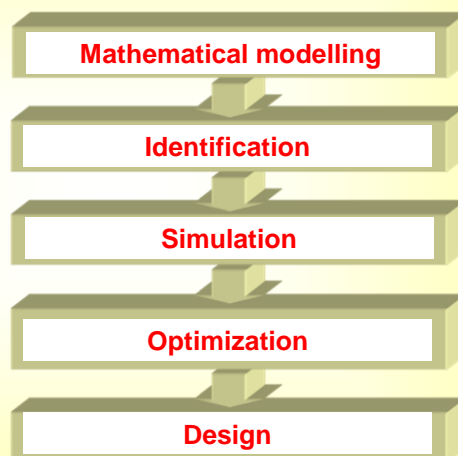 Mathematical modelling
Identification
Simulation
Optimization
Design